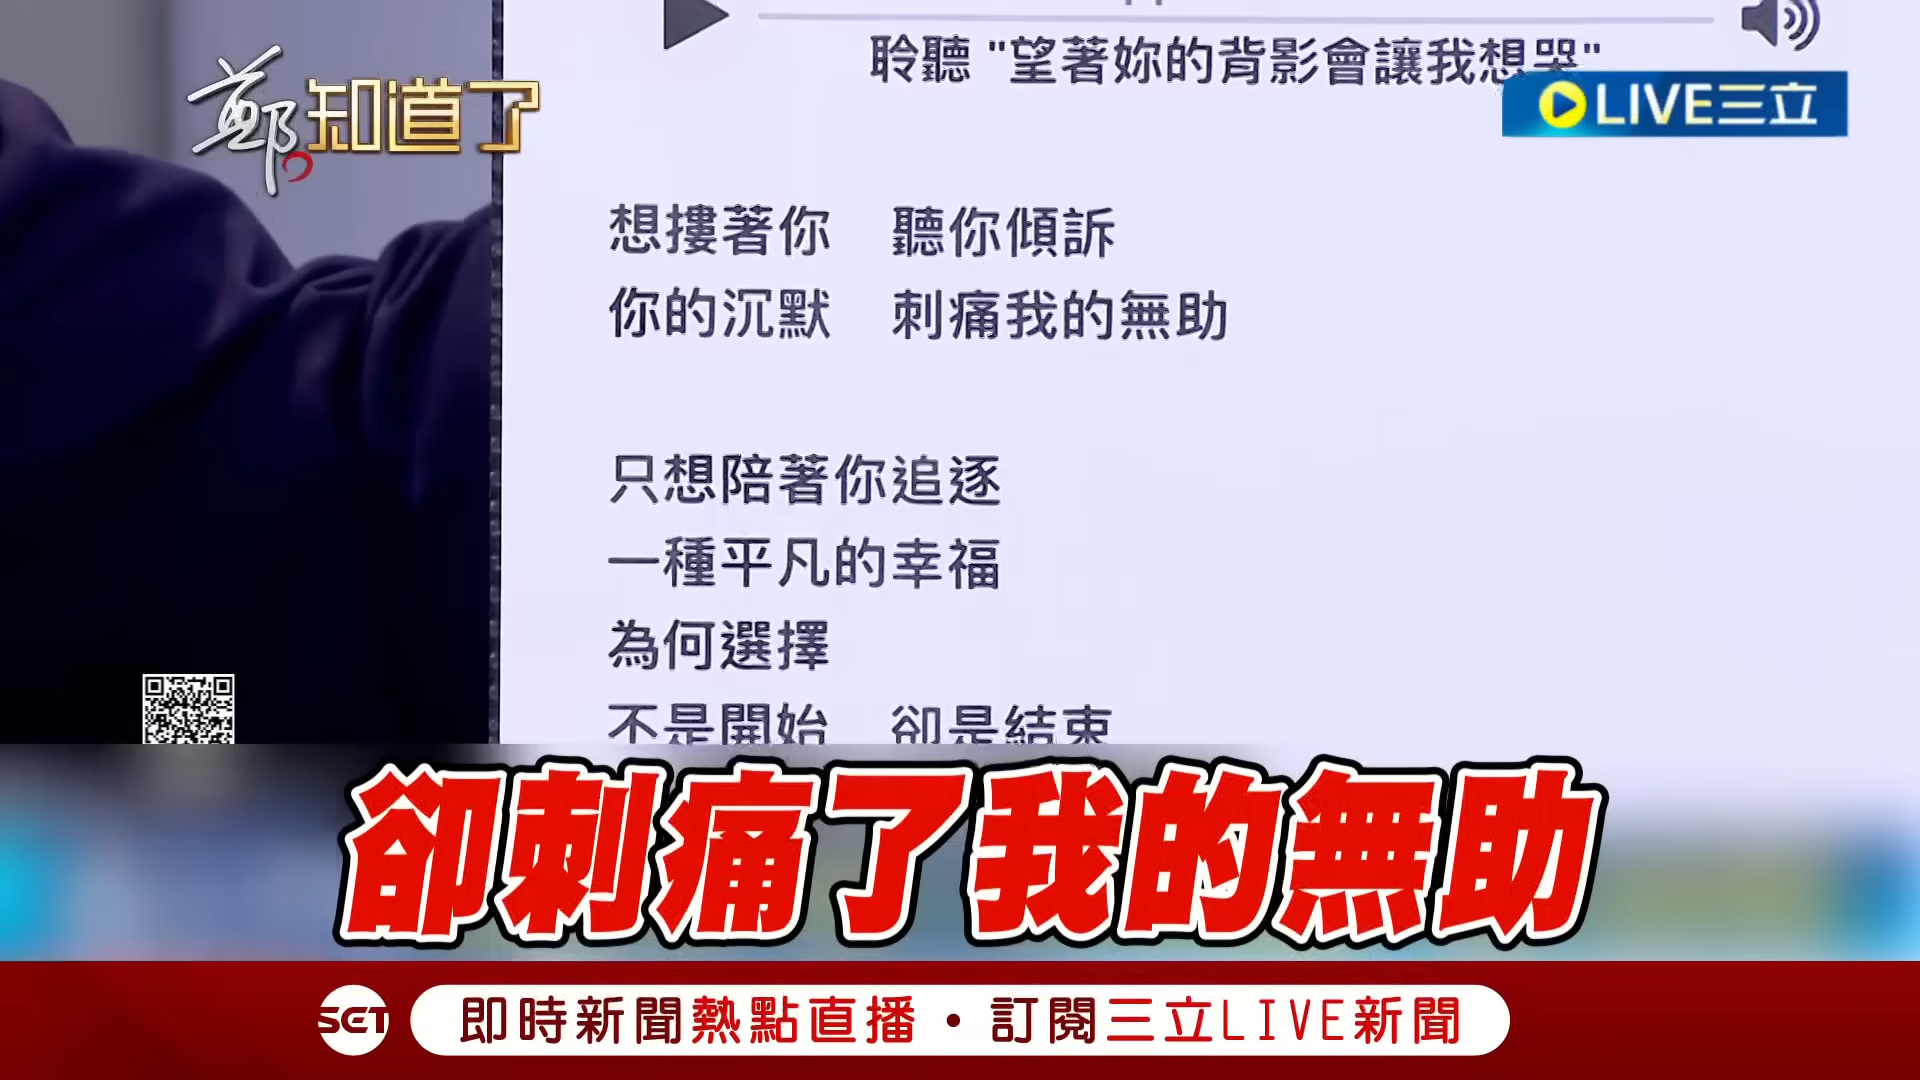 聆聽 "望著妳的背影會讓我想哭"
鄭知道了
LIVE三立
想摟著你 聽你傾訴
你的沉默 刺痛我的無助
只想陪著你追逐
一種平凡的幸福
為何選擇
不是開始 卻是結束
卻刺痛了我的無助
SET
即時新聞熱點直播・訂閱三立LIVE新聞